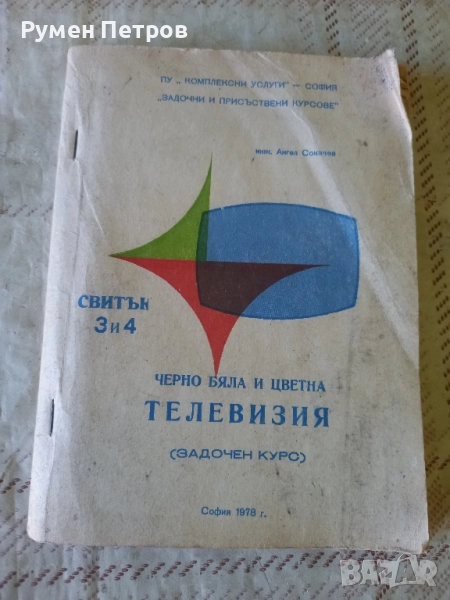 Румен Петров
ПУ „КОМПЛЕКСНИ УСЛУГИ" — СОФИЯ
„ЗАДОЧНИ И ПРИСЪСТВЕНИ КУРСОВЕ"
инж. Ангел
СВИТЪК
3 и 4
ЧЕРНО БЯЛА И ЦВЕТНА
ТЕЛЕВИЗИЯ
(ЗАДОЧЕН КУРС)
София 1978 г.
BAZAR